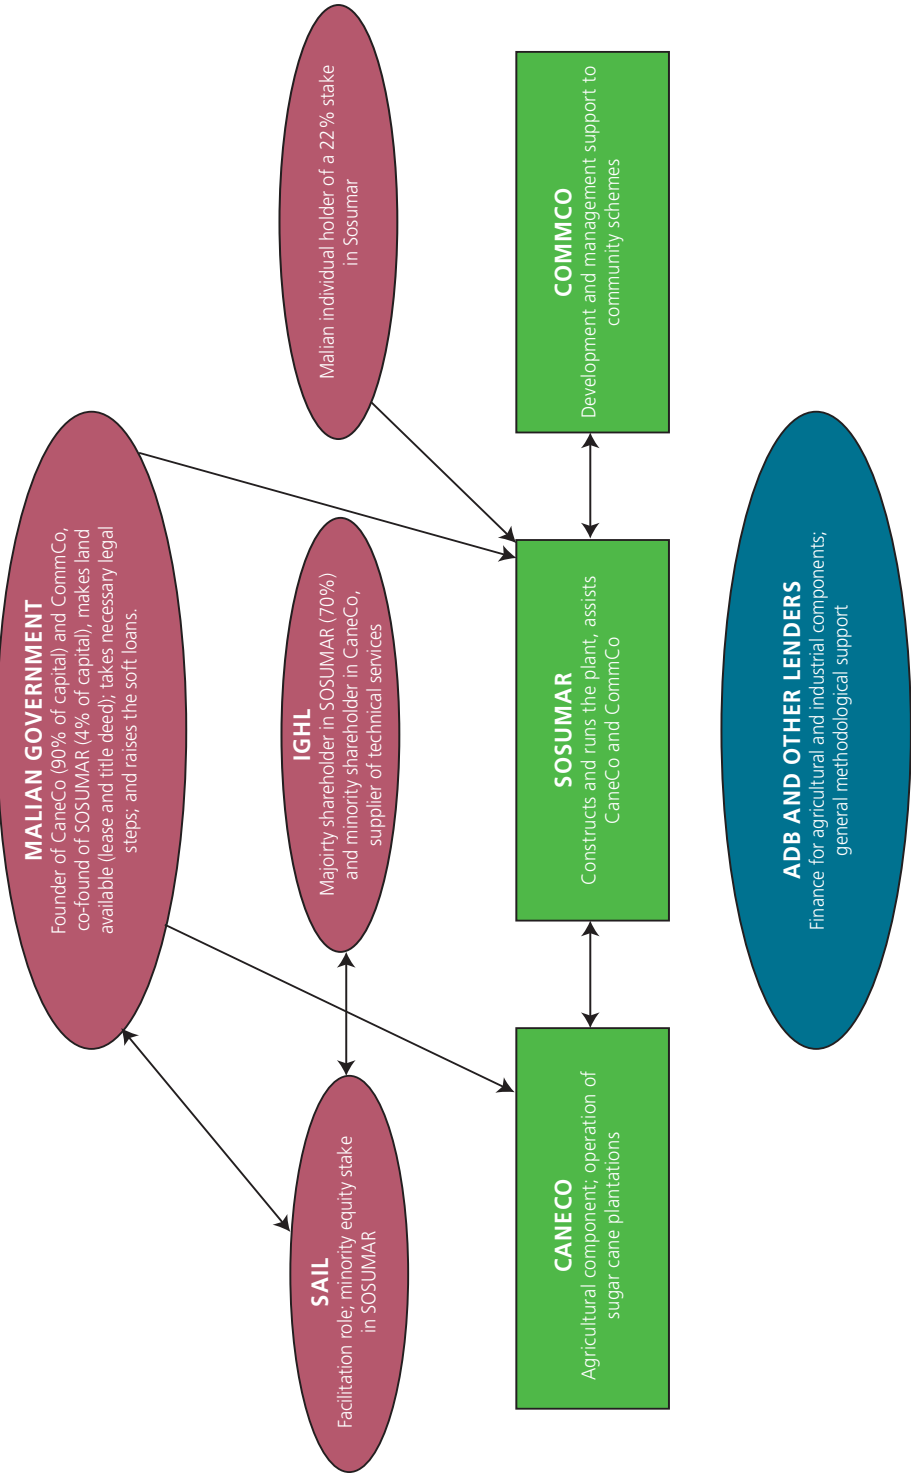 MALIAN GOVERNMENT
Founder of CaneCo (90% of capital) and CommCo,
co-found of SOSUMAR (4% of capital), makes land
available (lease and title deed); takes necessary legal
steps; and raises the soft loans.
SAIL
Facilitation role; minority equity stake
in SOSUMAR
IGHL
Majoirty shareholder in SOSUMAR (70%)
and minority shareholder in CaneCo,
supplier of technical services
Malian individual holder of a 22% stake
in Sosumar
CANECO
Agricultural component; operation of
sugar cane plantations
SOSUMAR
Constructs and runs the plant, assists
CaneCo and CommCo
COMMCO
Development and management support to
community schemes
ADB AND OTHER LENDERS
Finance for agricultural and industrial components;
general methodological support